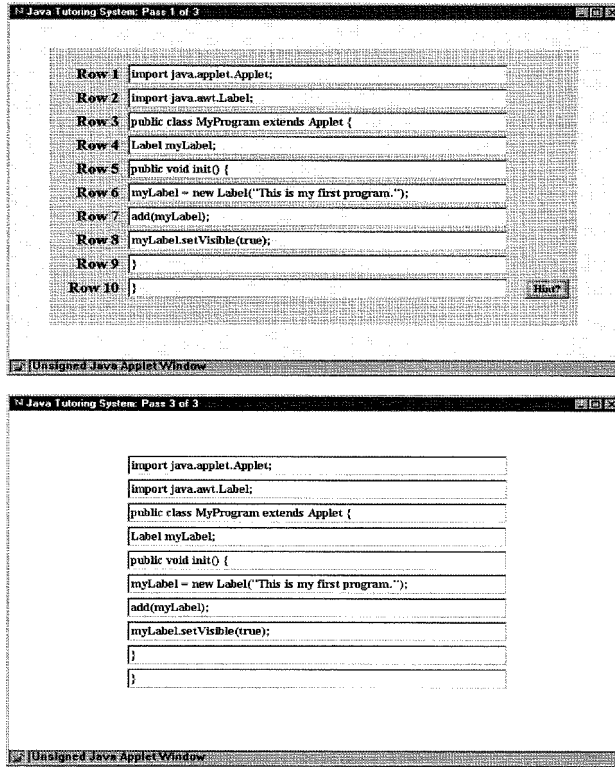 Java Tutoring System: Pass 1 of 3
Row 1 import java.applet.Applet;
Row 2 import java.awt.Label;
Row 3 public class MyProgram extends Applet {
Row 4 Label myLabel;
Row 5 public void init() {
Row 6 myLabel = new Label("This is my first program.");
Row 7 add(myLabel);
Row 8 myLabel.setVisible(true);
Row 9 }
Row 10 } Hint?
Unsigned Java Applet Window
Java Tutoring System: Pass 3 of 3
import java.applet.Applet;
import java.awt.Label;
public class MyProgram extends Applet {
Label myLabel;
public void init() {
myLabel = new Label("This is my first program.");
add(myLabel);
myLabel.setVisible(true);
}
}
Unsigned Java Applet Window